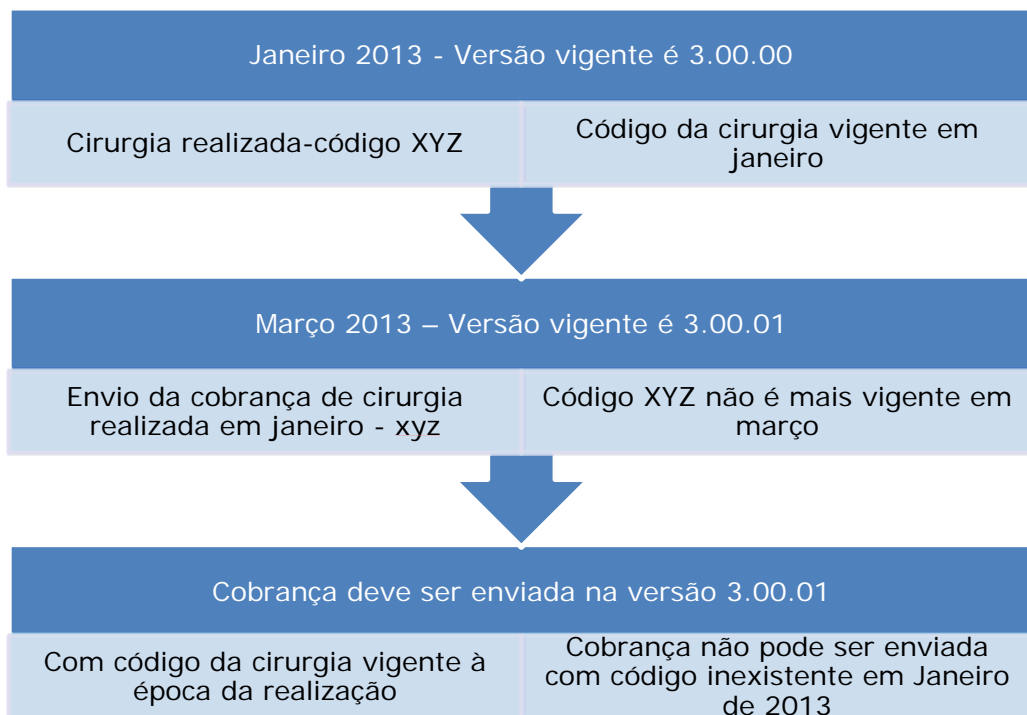 Janeiro 2013 - Versão vigente é 3.00.00
Cirurgia realizada-código XYZ
Código da cirurgia vigente em
janeiro
Março 2013 – Versão vigente é 3.00.01
Envio da cobrança de cirurgia
realizada em janeiro - xyz
Código XYZ não é mais vigente em
março
Cobrança deve ser enviada na versão 3.00.01
Com código da cirurgia vigente à
época da realização
Cobrança não pode ser enviada
com código inexistente em Janeiro
de 2013